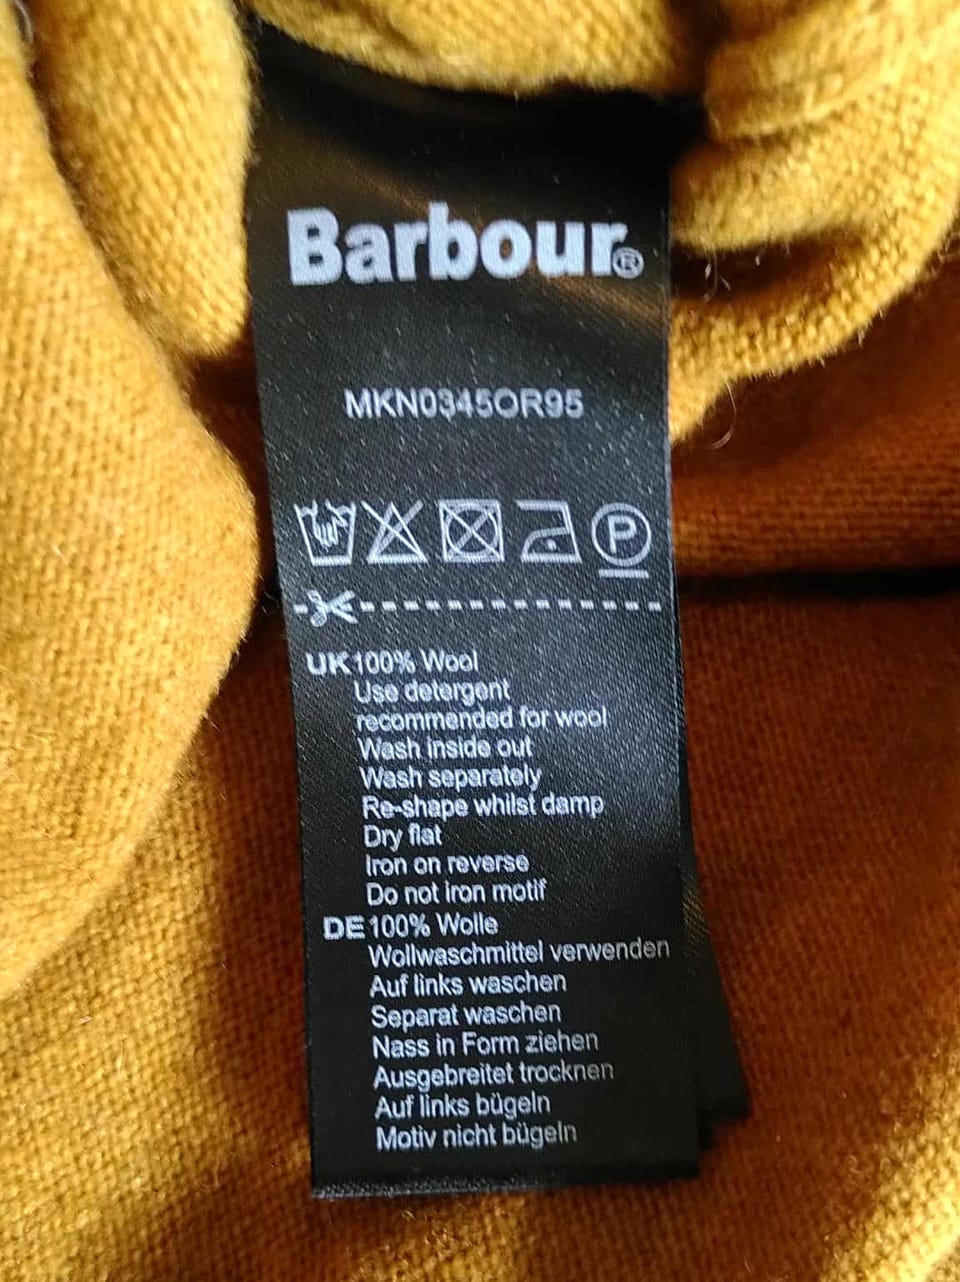 Barbour®
MKN0345OR95
P
UK 100% Wool
Use detergent
recommended for wool
Wash inside out
Wash separately
Re-shape whilst damp
Dry flat
Iron on reverse
Do not iron motif
DE 100% Wolle
Wollwaschmittel verwenden
Auf links waschen
Separat waschen
Nass in Form ziehen
Ausgebreitet trocknen
Auf links bügeln
Motiv nicht bügeln